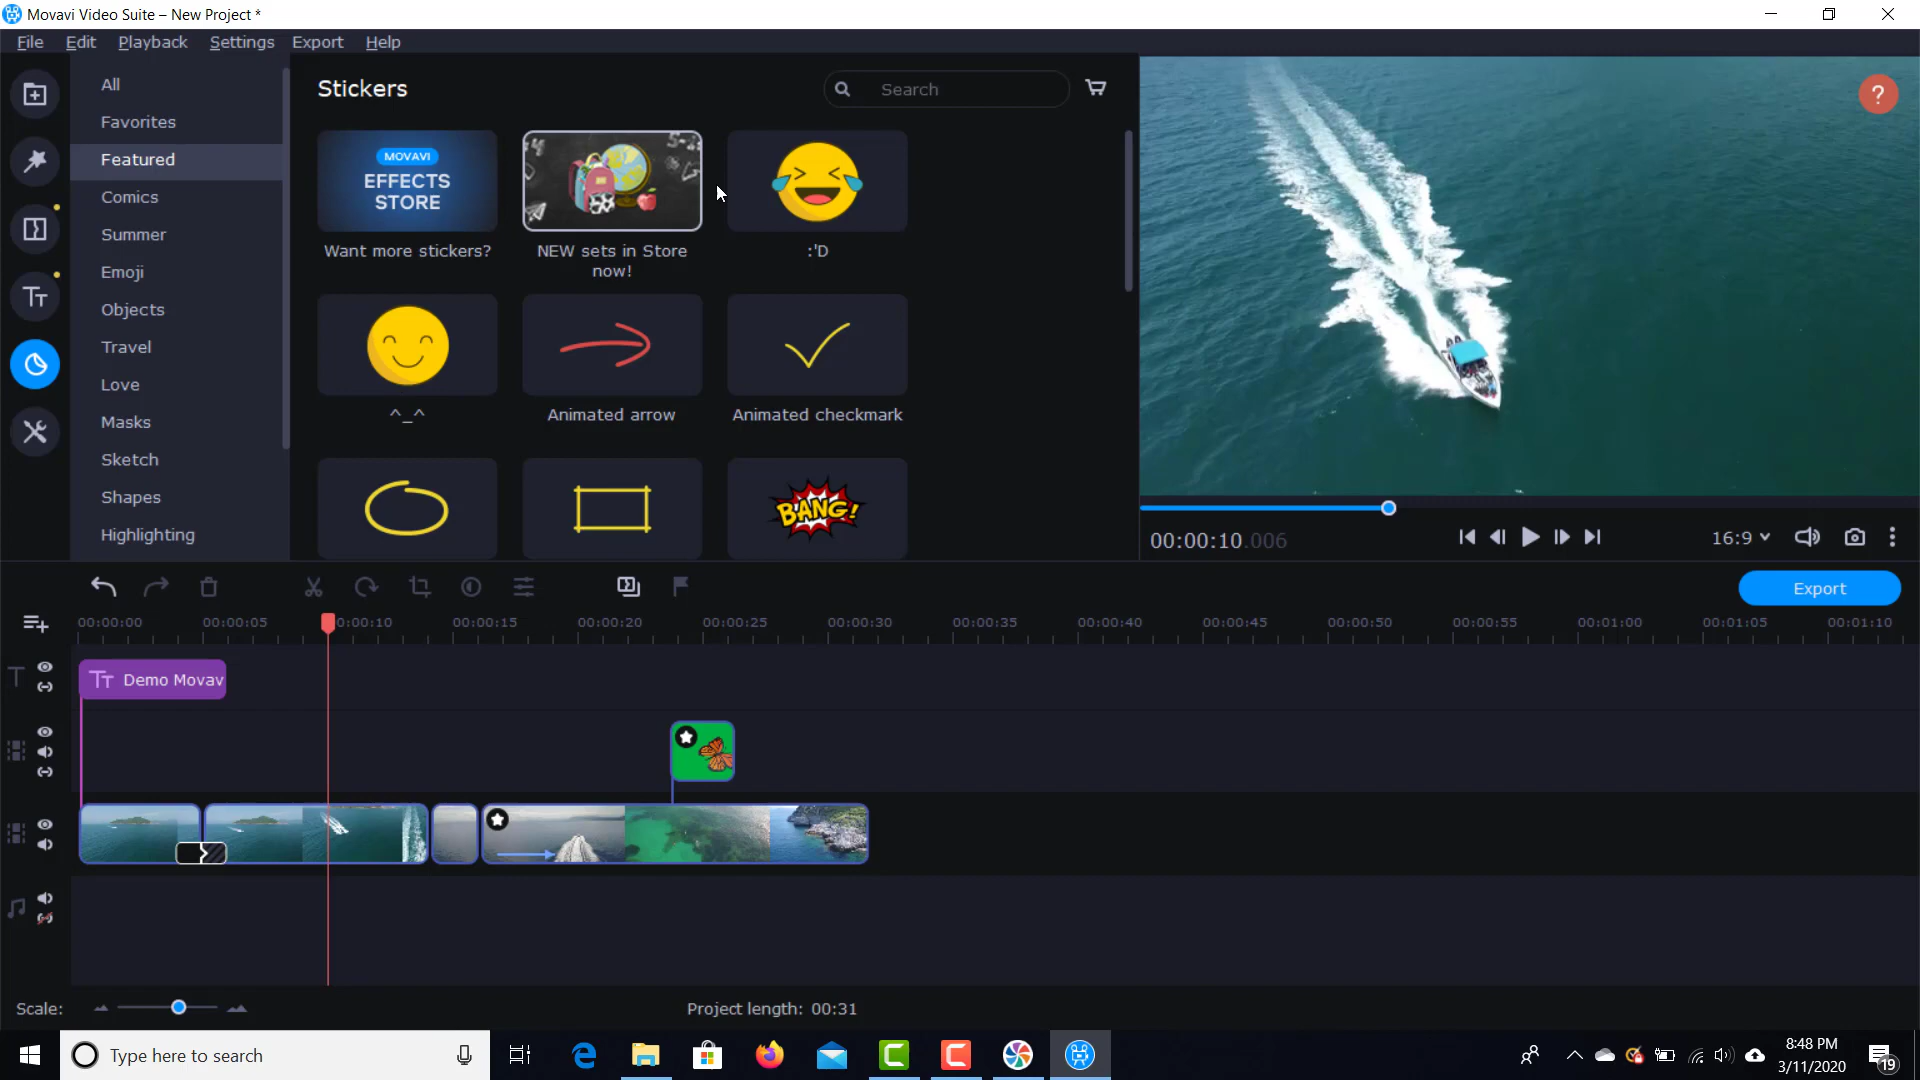 Movavi Video Suite – New Project *
File Edit Playback Settings Export Help
All
Favorites
Featured
Comics
Summer
Emoji
Objects
Travel
Love
Masks
Sketch
Shapes
Highlighting
Stickers
Search
?
MOVAVI
EFFECTS
STORE
Want more stickers?
NEW sets in Store
now!
:'D
^_^
Animated arrow
Animated checkmark
BANG!
00:00:10.006
16:9
Export
00:00:00 00:00:05 0:00:10 00:00:15 00:00:20 00:00:25 00:00:30 00:00:35 00:00:40 00:00:45 00:00:50 00:00:55 00:01:00 00:01:05 00:01:10
T
Tт Demo Movav
Scale:
Project length: 00:31
Type here to search
8:48 PM
3/11/2020
19